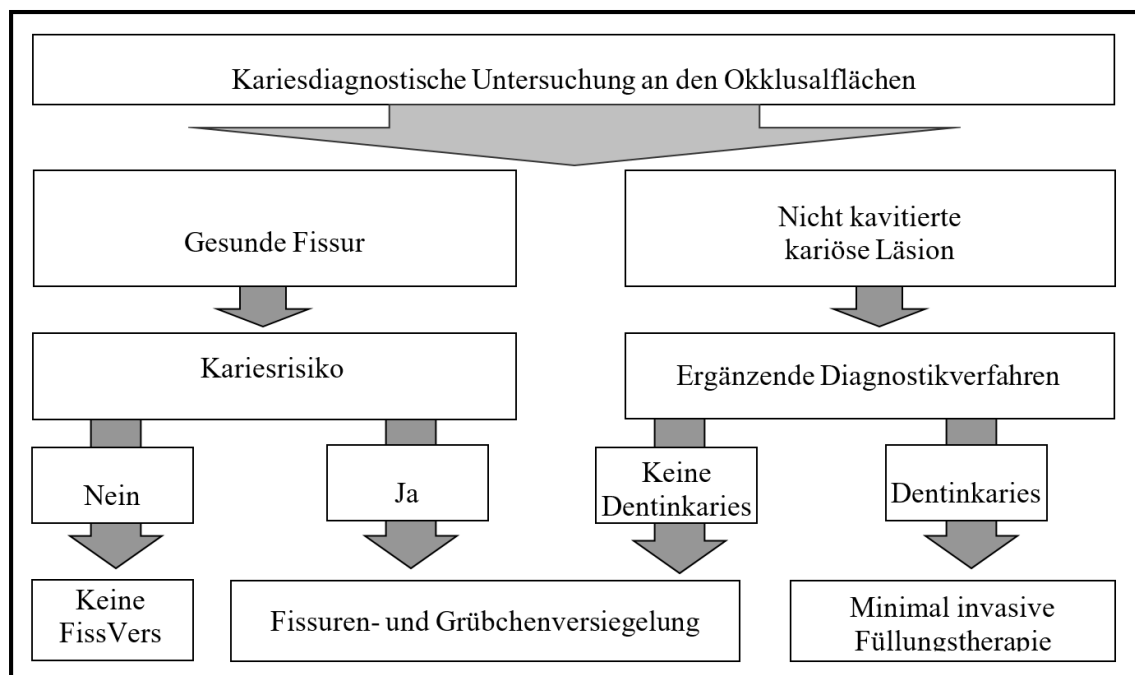 Kariesdiagnostische Untersuchung an den Okklusalflächen
Gesunde Fissur
Nicht kavitierte
kariöse Läsion
Kariesrisiko
Ergänzende Diagnostikverfahren
Nein
Ja
Keine
Dentinkaries
Dentinkaries
Keine
FissVers
Fissuren- und Grübchenversiegelung
Minimal invasive
Füllungstherapie